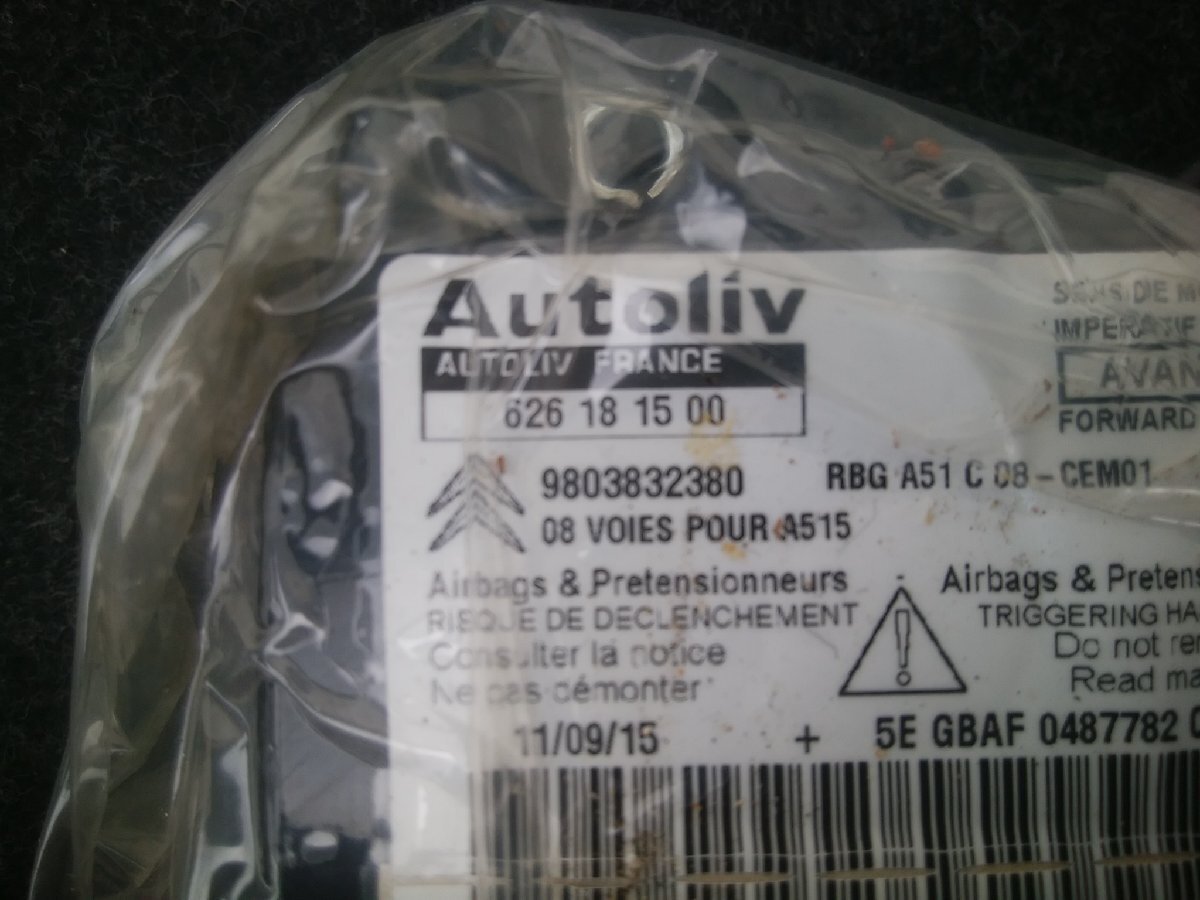 Autoliv
AUTOLIV FRANCE
626 18 15 00
SENS DE M
IMPERATIF
AVAN
FORWARD
9803832380
RBG A51 C 08-CEM01
08 VOIES POUR A515
Airbags & Pretensionneurs
RISQUE DE DECLENCHEMENT
Consulter la notice
Ne pas démonter
Airbags & Pretens
TRIGGERING HA
Do not re
Read ma
11/09/15 + 5E GBAF 0487782